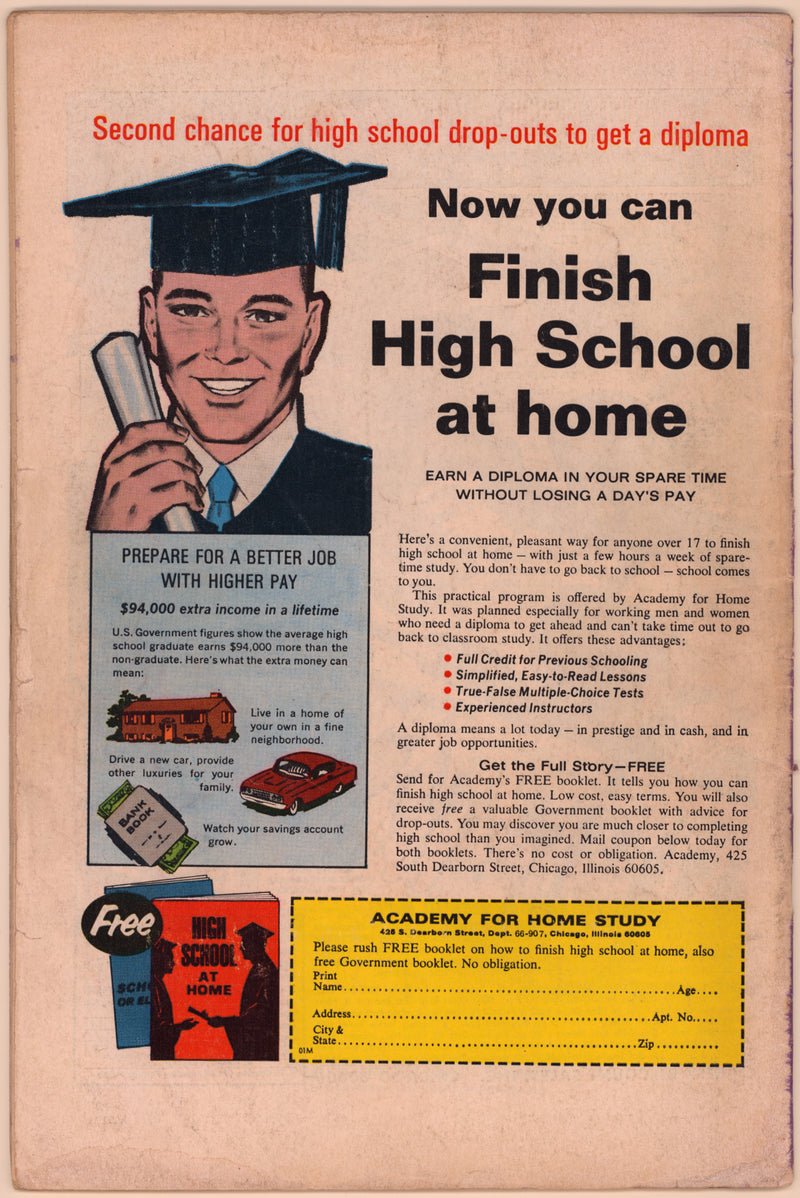 Second chance for high school drop-outs to get a diploma
Now you can
Finish
High School
at home
EARN A DIPLOMA IN YOUR SPARE TIME
WITHOUT LOSING A DAY'S PAY
PREPARE FOR A BETTER JOB
WITH HIGHER PAY
$94,000 extra income in a lifetime
U.S. Government figures show the average high
school graduate earns $94,000 more than the
non-graduate. Here's what the extra money can
mean:
Live in a home of
your own in a fine
neighborhood.
Drive a new car, provide
other luxuries for your
family.
BANK
BOOK
Watch your savings account
grow.
Here's a convenient, pleasant way for anyone over 17 to finish
high school at home — with just a few hours a week of spare-
time study. You don't have to go back to school — school comes
to you.
This practical program is offered by Academy for Home
Study. It was planned especially for working men and women
who need a diploma to get ahead and can't take time out to go
back to classroom study. It offers these advantages:
• Full Credit for Previous Schooling
• Simplified, Easy-to-Read Lessons
• True-False Multiple-Choice Tests
• Experienced Instructors
A diploma means a lot today — in prestige and in cash, and in
greater job opportunities.
Get the Full Story—FREE
Send for Academy's FREE booklet. It tells you how you can
finish high school at home. Low cost, easy terms. You will also
receive free a valuable Government booklet with advice for
drop-outs. You may discover you are much closer to completing
high school than you imagined. Mail coupon below today for
both booklets. There's no cost or obligation. Academy, 425
South Dearborn Street, Chicago, Illinois 60605.
Free
HIGH
SCHOOL
AT
HOME
SCH
OR EL
ACADEMY FOR HOME STUDY
425 S. Dearborn Street, Dept. 66-907, Chicago, Illinois 60605
Please rush FREE booklet on how to finish high school at home, also
free Government booklet. No obligation.
Print
Name.......................................................Age....
Address.................................................Apt. No.....
City &
State.................................................Zip...........
01M